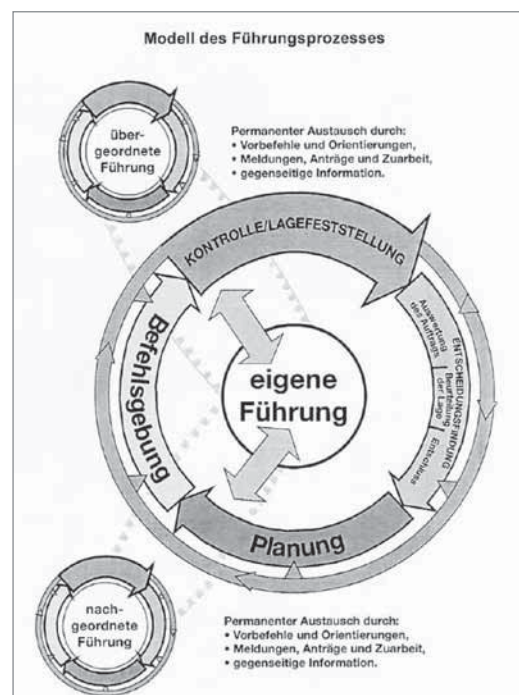 Modell des Führungsprozesses
über-
geordnete
Führung
Permanenter Austausch durch:
• Vorbefehle und Orientierungen,
• Meldungen, Anträge und Zuarbeit,
• gegenseitige Information.
KONTROLLE/LAGEFESTSTELLUNG
Auswertung
des Auftrags
ENTSCHEIDUNGSFINDUNG
Beurteilung
der Lage
Entschluss
Befehlsgebung
eigene
Führung
Planung
nach-
geordnete
Führung
Permanenter Austausch durch:
• Vorbefehle und Orientierungen,
• Meldungen, Anträge und Zuarbeit,
• gegenseitige Information.